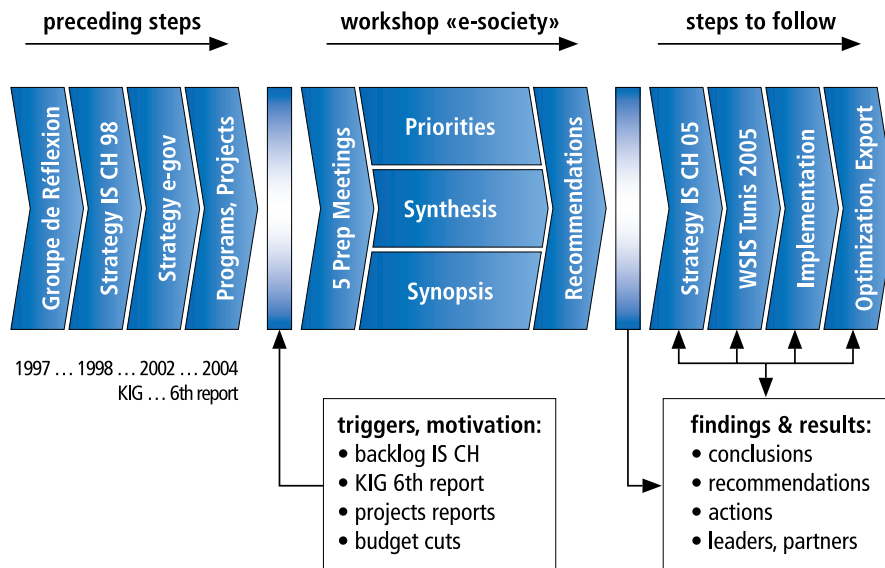 preceding steps
workshop «e-society»
steps to follow
Groupe de Réflexion
Strategy IS CH 98
Strategy e-gov
Programs, Projects
5 Prep Meetings
Priorities
Synthesis
Synopsis
Recommendations
Strategy IS CH 05
WSIS Tunis 2005
Implementation
Optimization, Export
1997 … 1998 … 2002 … 2004
KIG … 6th report
triggers, motivation:
• backlog IS CH
• KIG 6th report
• projects reports
• budget cuts
findings & results:
• conclusions
• recommendations
• actions
• leaders, partners